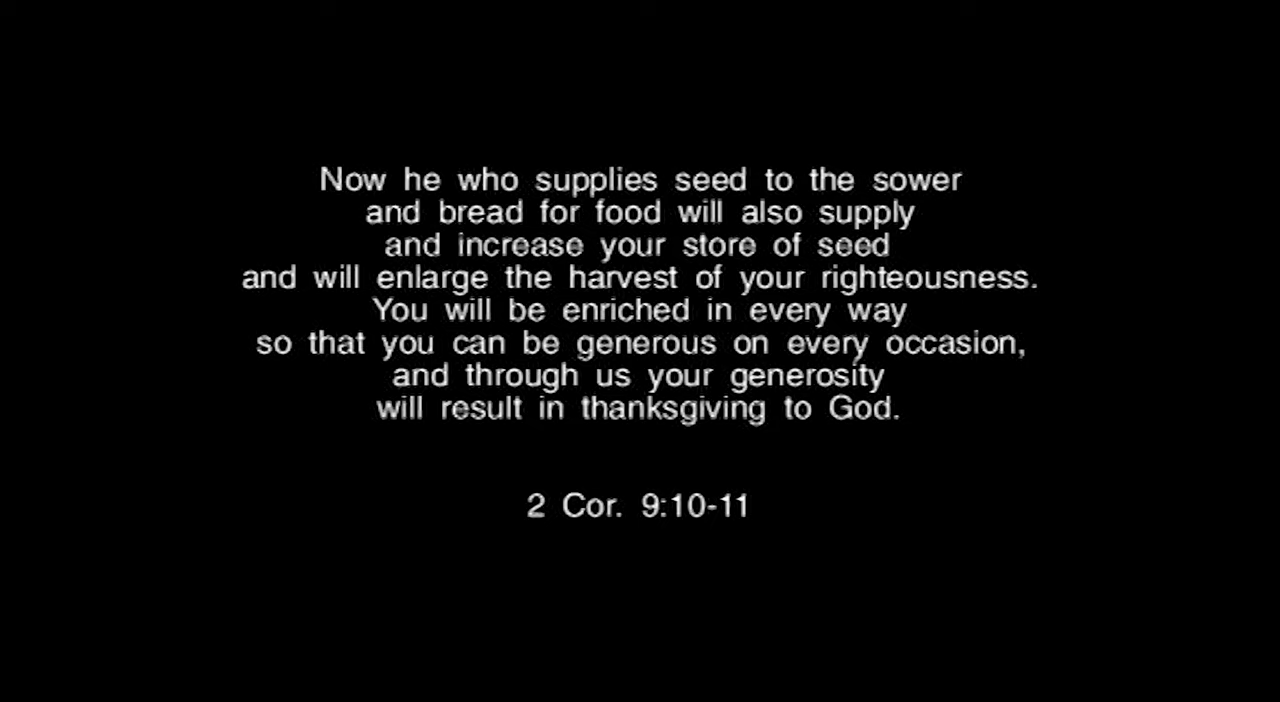 Now he who supplies seed to the sower
and bread for food will also supply
and increase your store of seed
and will enlarge the harvest of your righteousness.
You will be enriched in every way
so that you can be generous on every occasion,
and through us your generosity
will result in thanksgiving to God.
2 Cor. 9:10-11